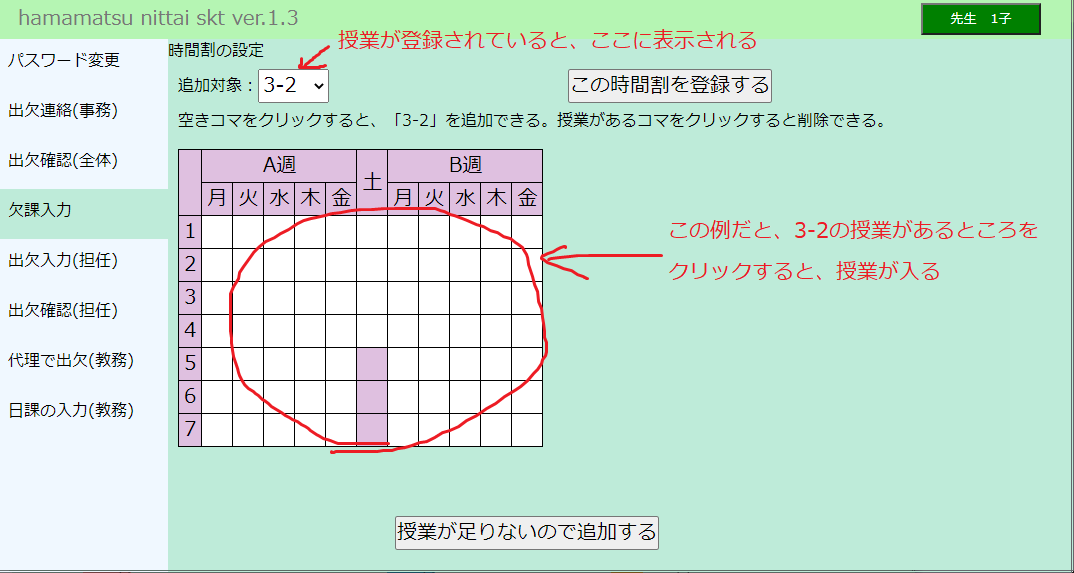 hamamatsu nittai skt ver.1.3
先生 1子
パスワード変更
出欠連絡(事務)
出欠確認(全体)
欠課入力
出欠入力(担任)
出欠確認(担任)
代理で出欠(教務)
日課の入力(教務)
時間割の設定
授業が登録されていると、ここに表示される
追加対象：3-2
この時間割を登録する
空きコマをクリックすると、「3-2」を追加できる。授業があるコマをクリックすると削除できる。
A週 土 B週
月 火 水 木 金 月 火 水 木 金
1
2
3
4
5
6
7
この例だと、3-2の授業があるところを
クリックすると、授業が入る
授業が足りないので追加する